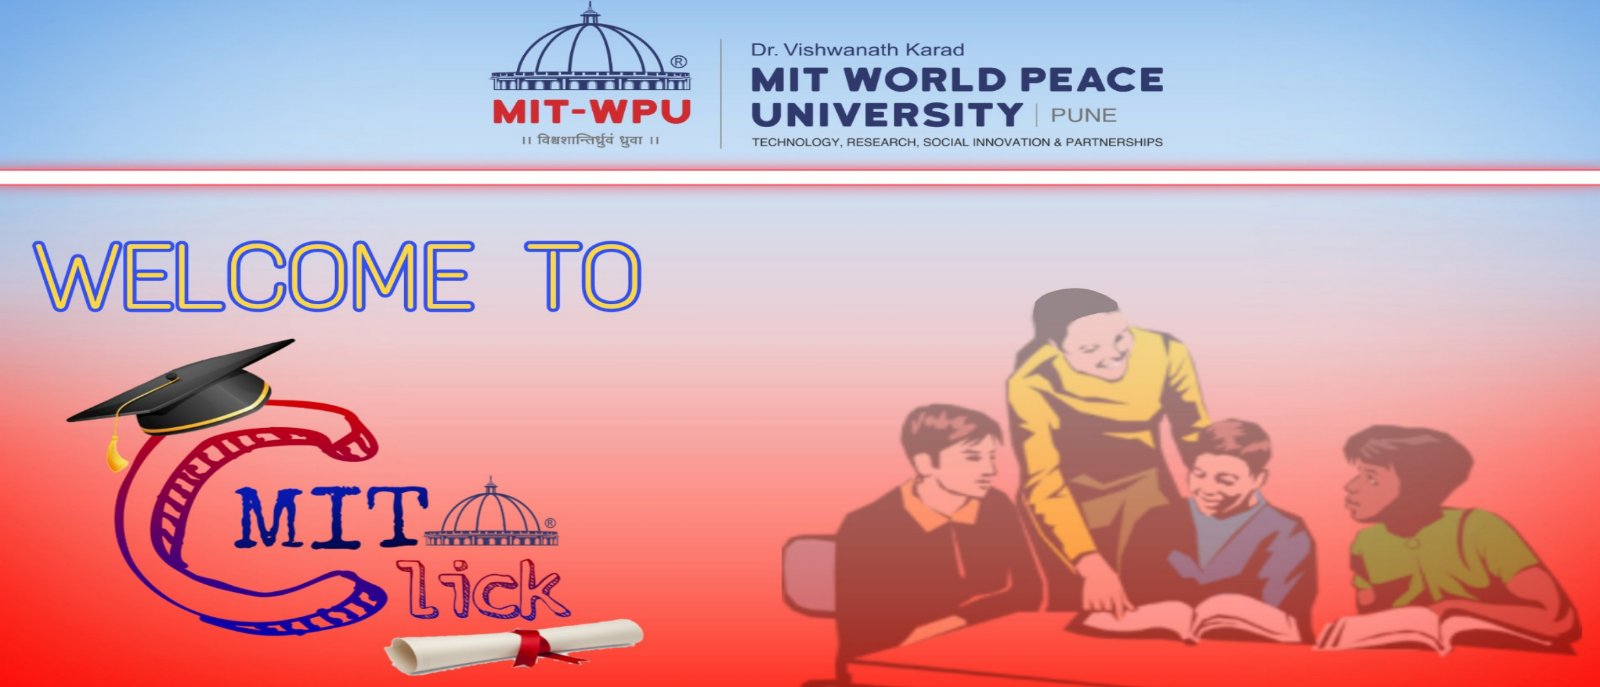 ®
MIT-WPU
।। विश्वशान्तिर्ध्रुवं ध्रुवा ।।
Dr. Vishwanath Karad
MIT WORLD PEACE
UNIVERSITY | PUNE
TECHNOLOGY, RESEARCH, SOCIAL INNOVATION & PARTNERSHIPS
WELCOME TO
MIT ®
Click